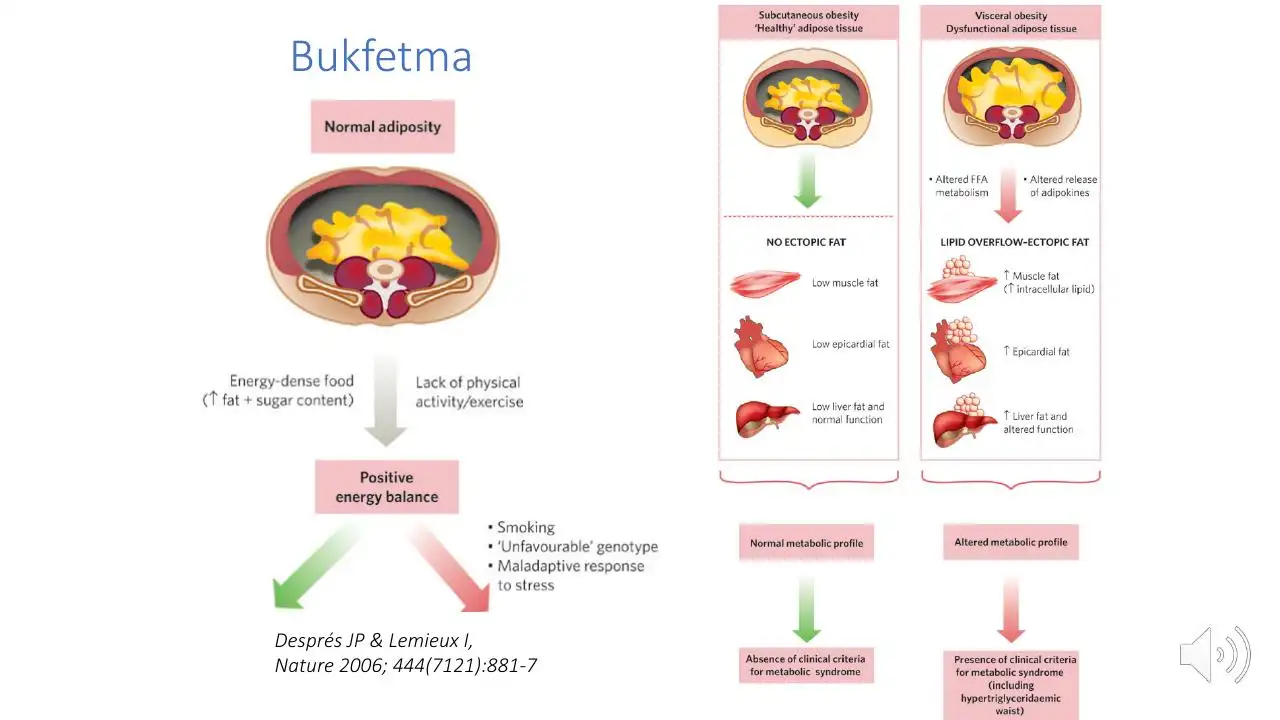 Bukfetma
Normal adiposity
Energy-dense food
(↑ fat + sugar content)
Lack of physical
activity/exercise
Positive
energy balance
• Smoking
• ‘Unfavourable’ genotype
• Maladaptive response
to stress
Després JP & Lemieux I,
Nature 2006; 444(7121):881-7
Subcutaneous obesity
‘Healthy’ adipose tissue
NO ECTOPIC FAT
Low muscle fat
Low epicardial fat
Low liver fat and
normal function
Normal metabolic profile
Absence of clinical criteria
for metabolic syndrome
Visceral obesity
Dysfunctional adipose tissue
• Altered FFA
metabolism
• Altered release
of adipokines
LIPID OVERFLOW–ECTOPIC FAT
↑ Muscle fat
(↑ intracellular lipid)
↑ Epicardial fat
↑ Liver fat and
altered function
Altered metabolic profile
Presence of clinical criteria
for metabolic syndrome
(including
hypertriglyceridaemic
waist)